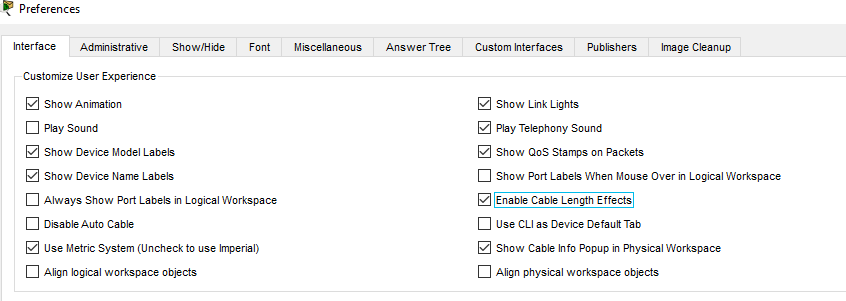 Preferences
Interface Administrative Show/Hide Font Miscellaneous Answer Tree Custom Interfaces Publishers Image Cleanup
Customize User Experience
Show Animation Show Link Lights
Play Sound Play Telephony Sound
Show Device Model Labels Show QoS Stamps on Packets
Show Device Name Labels Show Port Labels When Mouse Over in Logical Workspace
Always Show Port Labels in Logical Workspace Enable Cable Length Effects
Disable Auto Cable Use CLI as Device Default Tab
Use Metric System (Uncheck to use Imperial) Show Cable Info Popup in Physical Workspace
Align logical workspace objects Align physical workspace objects